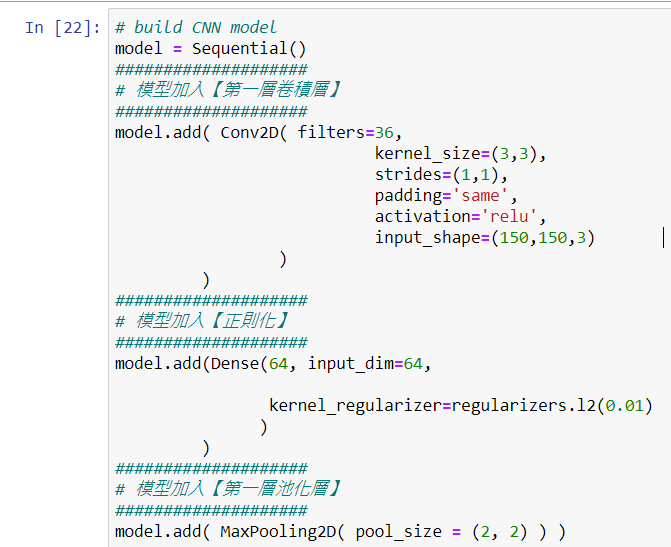 In [22]: # build CNN model
model = Sequential()
####################
# 模型加入【第一層卷積層】
####################
model.add( Conv2D( filters=36,
kernel_size=(3,3),
strides=(1,1),
padding='same',
activation='relu',
input_shape=(150,150,3)
)
)
####################
# 模型加入【正則化】
####################
model.add(Dense(64, input_dim=64,
kernel_regularizer=regularizers.l2(0.01)
)
)
####################
# 模型加入【第一層池化層】
####################
model.add( MaxPooling2D( pool_size = (2, 2) ) )